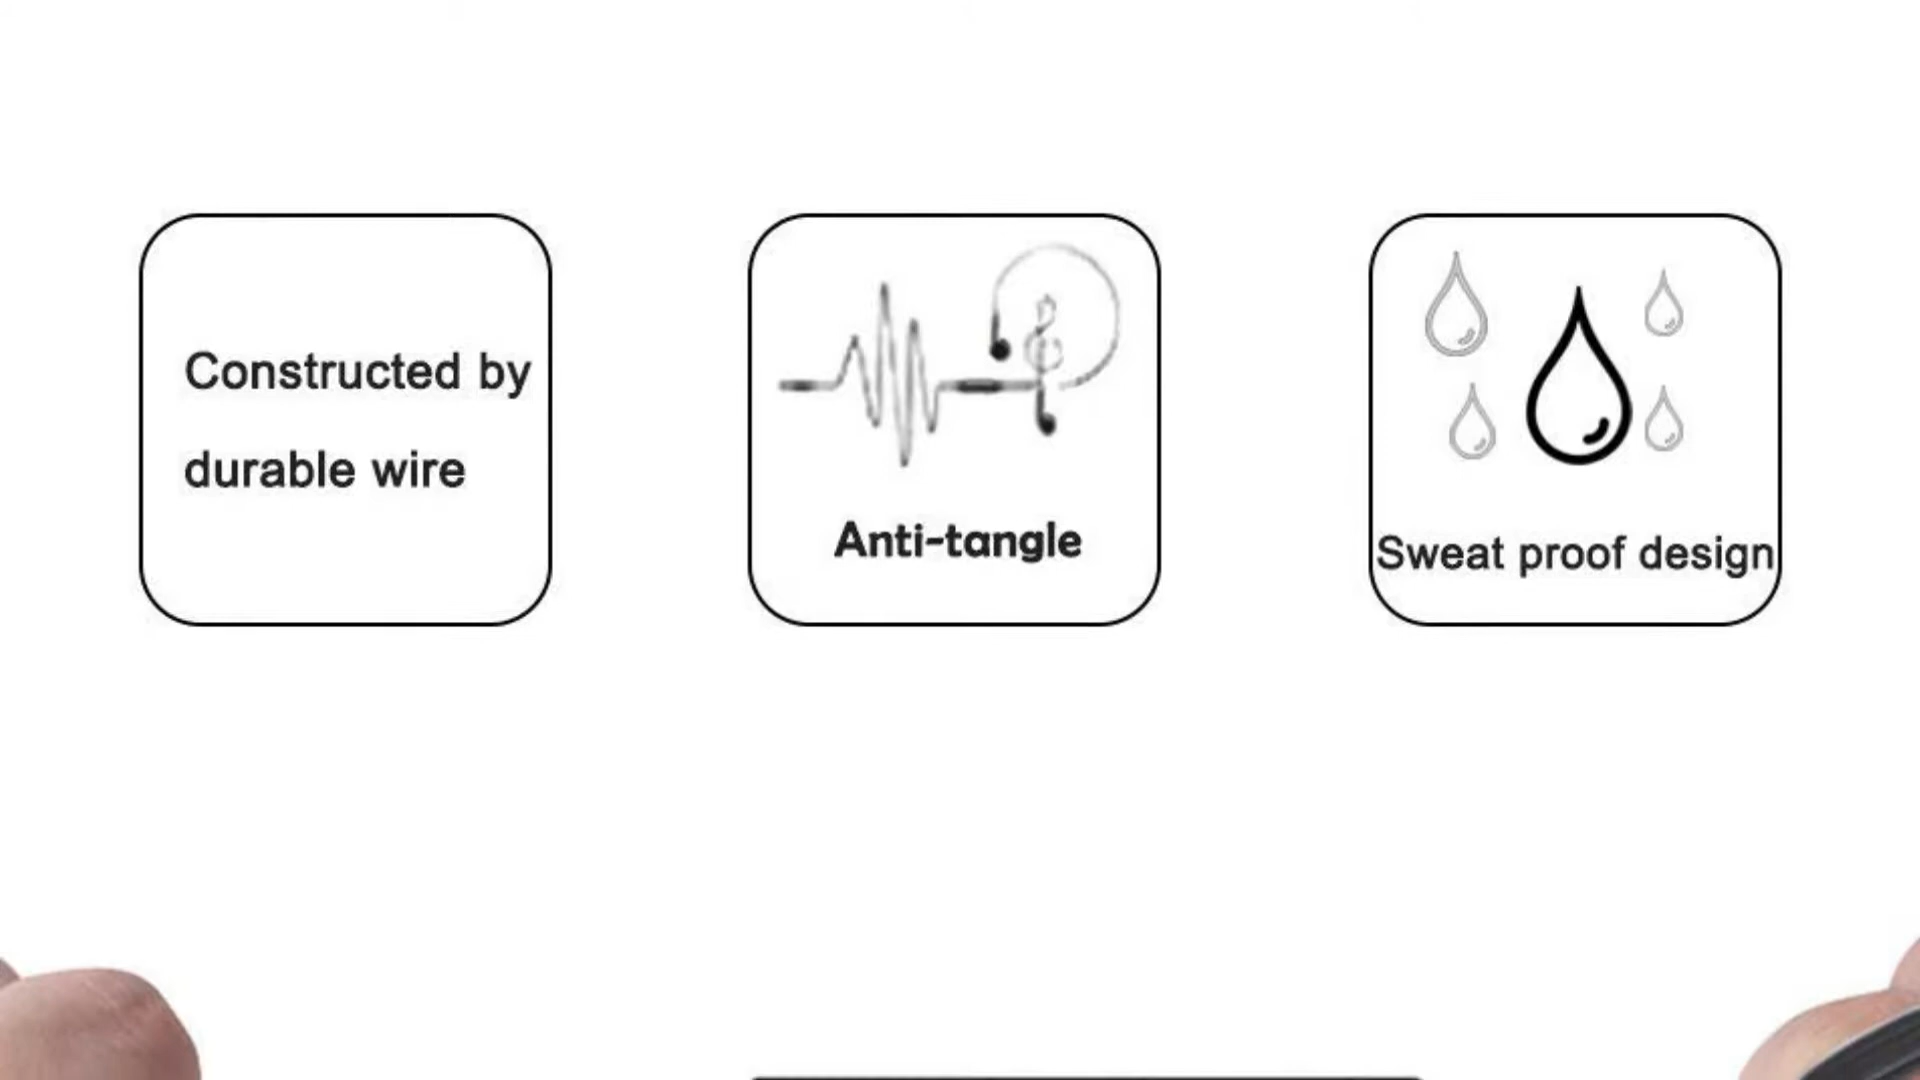 Constructed by
durable wire
Anti-tangle
Sweat proof design